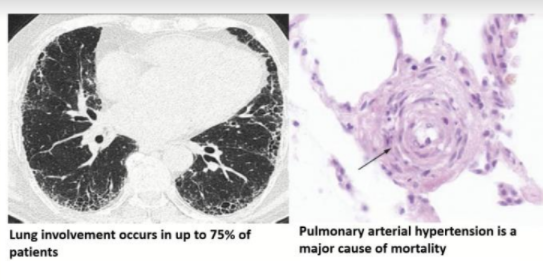 Lung involvement occurs in up to 75% of
patients
Pulmonary arterial hypertension is a
major cause of mortality